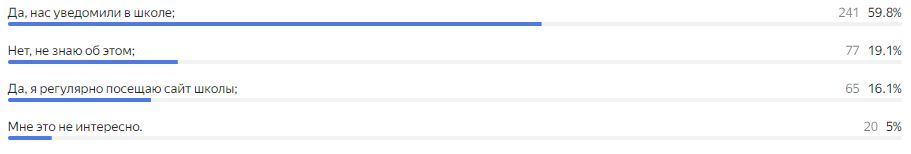 Да, нас уведомили в школе; 241 59.8%
Нет, не знаю об этом; 77 19.1%
Да, я регулярно посещаю сайт школы; 65 16.1%
Мне это не интересно. 20 5%